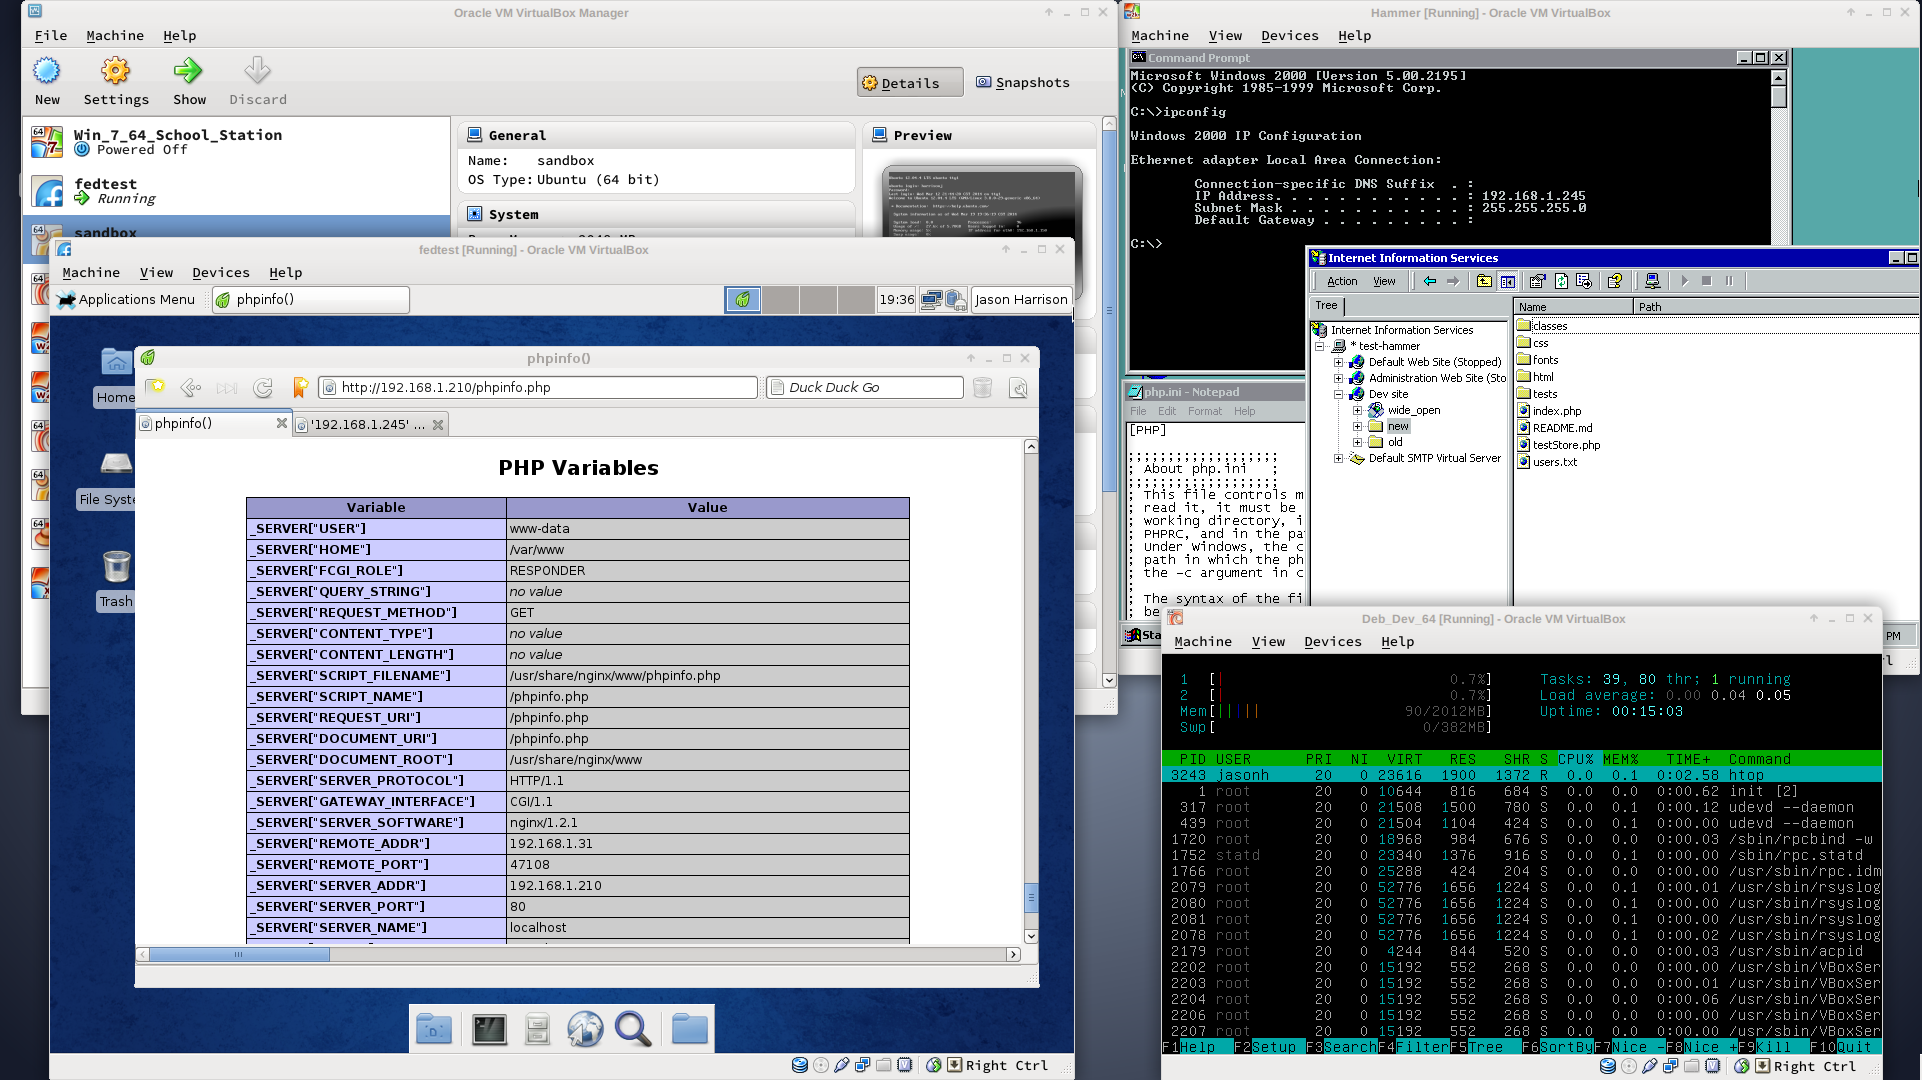 Oracle VM VirtualBox Manager
File Machine Help
New Settings Show Discard
Details Snapshots
Win_7_64_School_Station
Powered Off
fedtest
Running
sandbox
General
Name: sandbox
OS Type: Ubuntu (64 bit)
System
Preview
fedtest [Running] - Oracle VM VirtualBox
Machine View Devices Help
Applications Menu phpinfo() 19:36 Jason Harrison
Home
File Syste
Trash
phpinfo()
http://192.168.1.210/phpinfo.php Duck Duck Go
phpinfo() '192.168.1.245' ...
PHP Variables
Variable Value
_SERVER["USER"] www-data
_SERVER["HOME"] /var/www
_SERVER["FCGI_ROLE"] RESPONDER
_SERVER["QUERY_STRING"] no value
_SERVER["REQUEST_METHOD"] GET
_SERVER["CONTENT_TYPE"] no value
_SERVER["CONTENT_LENGTH"] no value
_SERVER["SCRIPT_FILENAME"] /usr/share/nginx/www/phpinfo.php
_SERVER["SCRIPT_NAME"] /phpinfo.php
_SERVER["REQUEST_URI"] /phpinfo.php
_SERVER["DOCUMENT_URI"] /phpinfo.php
_SERVER["DOCUMENT_ROOT"] /usr/share/nginx/www
_SERVER["SERVER_PROTOCOL"] HTTP/1.1
_SERVER["GATEWAY_INTERFACE"] CGI/1.1
_SERVER["SERVER_SOFTWARE"] nginx/1.2.1
_SERVER["REMOTE_ADDR"] 192.168.1.31
_SERVER["REMOTE_PORT"] 47108
_SERVER["SERVER_ADDR"] 192.168.1.210
_SERVER["SERVER_PORT"] 80
_SERVER["SERVER_NAME"] localhost
Right Ctrl
Hammer [Running] - Oracle VM VirtualBox
Machine View Devices Help
Command Prompt
Microsoft Windows 2000 [Version 5.00.2195]
(C) Copyright 1985-1999 Microsoft Corp.
C:\>ipconfig
Windows 2000 IP Configuration
Ethernet adapter Local Area Connection:
Connection-specific DNS Suffix . :
IP Address. . . . . . . . . . . . : 192.168.1.245
Subnet Mask . . . . . . . . . . . : 255.255.255.0
Default Gateway . . . . . . . . . :
C:\>
Internet Information Services
Action View
Tree
Internet Information Services
* test-hammer
Default Web Site (Stopped)
Administration Web Site (Sto
Dev site
wide_open
new
old
Default SMTP Virtual Server
Name Path
classes
css
fonts
html
tests
index.php
README.md
testStore.php
users.txt
php.ini - Notepad
File Edit Format Help
[PHP]
;;;;;;;;;;;;;;;;;;;
; About php.ini ;
;;;;;;;;;;;;;;;;;;;
; This file controls m
; read it, it must be
; working directory, i
; PHPRC, and in the pa
; Under Windows, the c
; path in which the ph
; the -c argument in c
;
; The syntax of the fi
; be
Sta PM
Deb_Dev_64 [Running] - Oracle VM VirtualBox
Machine View Devices Help
1 [| 0.7%] Tasks: 39, 80 thr; 1 running
2 [| 0.7%] Load average: 0.00 0.04 0.05
Mem[||||| 90/2012MB] Uptime: 00:15:03
Swp[ 0/382MB]
PID USER PRI NI VIRT RES SHR S CPU% MEM% TIME+ Command
3243 jasonh 20 0 23616 1900 1372 R 0.0 0.1 0:02.58 htop
1 root 20 0 10644 816 684 S 0.0 0.0 0:00.62 init [2]
317 root 20 0 21508 1500 780 S 0.0 0.1 0:00.12 udevd --daemon
439 root 20 0 21504 1104 424 S 0.0 0.1 0:00.00 udevd --daemon
1720 root 20 0 18968 984 676 S 0.0 0.0 0:00.03 /sbin/rpcbind -w
1752 statd 20 0 23340 1376 916 S 0.0 0.1 0:00.00 /sbin/rpc.statd
1766 root 20 0 25288 424 204 S 0.0 0.0 0:00.00 /usr/sbin/rpc.idm
2079 root 20 0 52776 1656 1224 S 0.0 0.1 0:00.01 /usr/sbin/rsyslog
2080 root 20 0 52776 1656 1224 S 0.0 0.1 0:00.00 /usr/sbin/rsyslog
2081 root 20 0 52776 1656 1224 S 0.0 0.1 0:00.00 /usr/sbin/rsyslog
2078 root 20 0 52776 1656 1224 S 0.0 0.1 0:00.02 /usr/sbin/rsyslog
2179 root 20 0 4244 844 520 S 0.0 0.0 0:00.03 /usr/sbin/acpid
2202 root 20 0 15192 552 268 S 0.0 0.0 0:00.00 /usr/sbin/VBoxSer
2203 root 20 0 15192 552 268 S 0.0 0.0 0:00.01 /usr/sbin/VBoxSer
2204 root 20 0 15192 552 268 S 0.0 0.0 0:00.06 /usr/sbin/VBoxSer
2206 root 20 0 15192 552 268 S 0.0 0.0 0:00.00 /usr/sbin/VBoxSer
2207 root 20 0 15192 552 268 S 0.0 0.0 0:00.00 /usr/sbin/VBoxSer
F1Help F2Setup F3SearchF4FilterF5Tree F6SortByF7Nice -F8Nice +F9Kill F10Quit
Right Ctrl